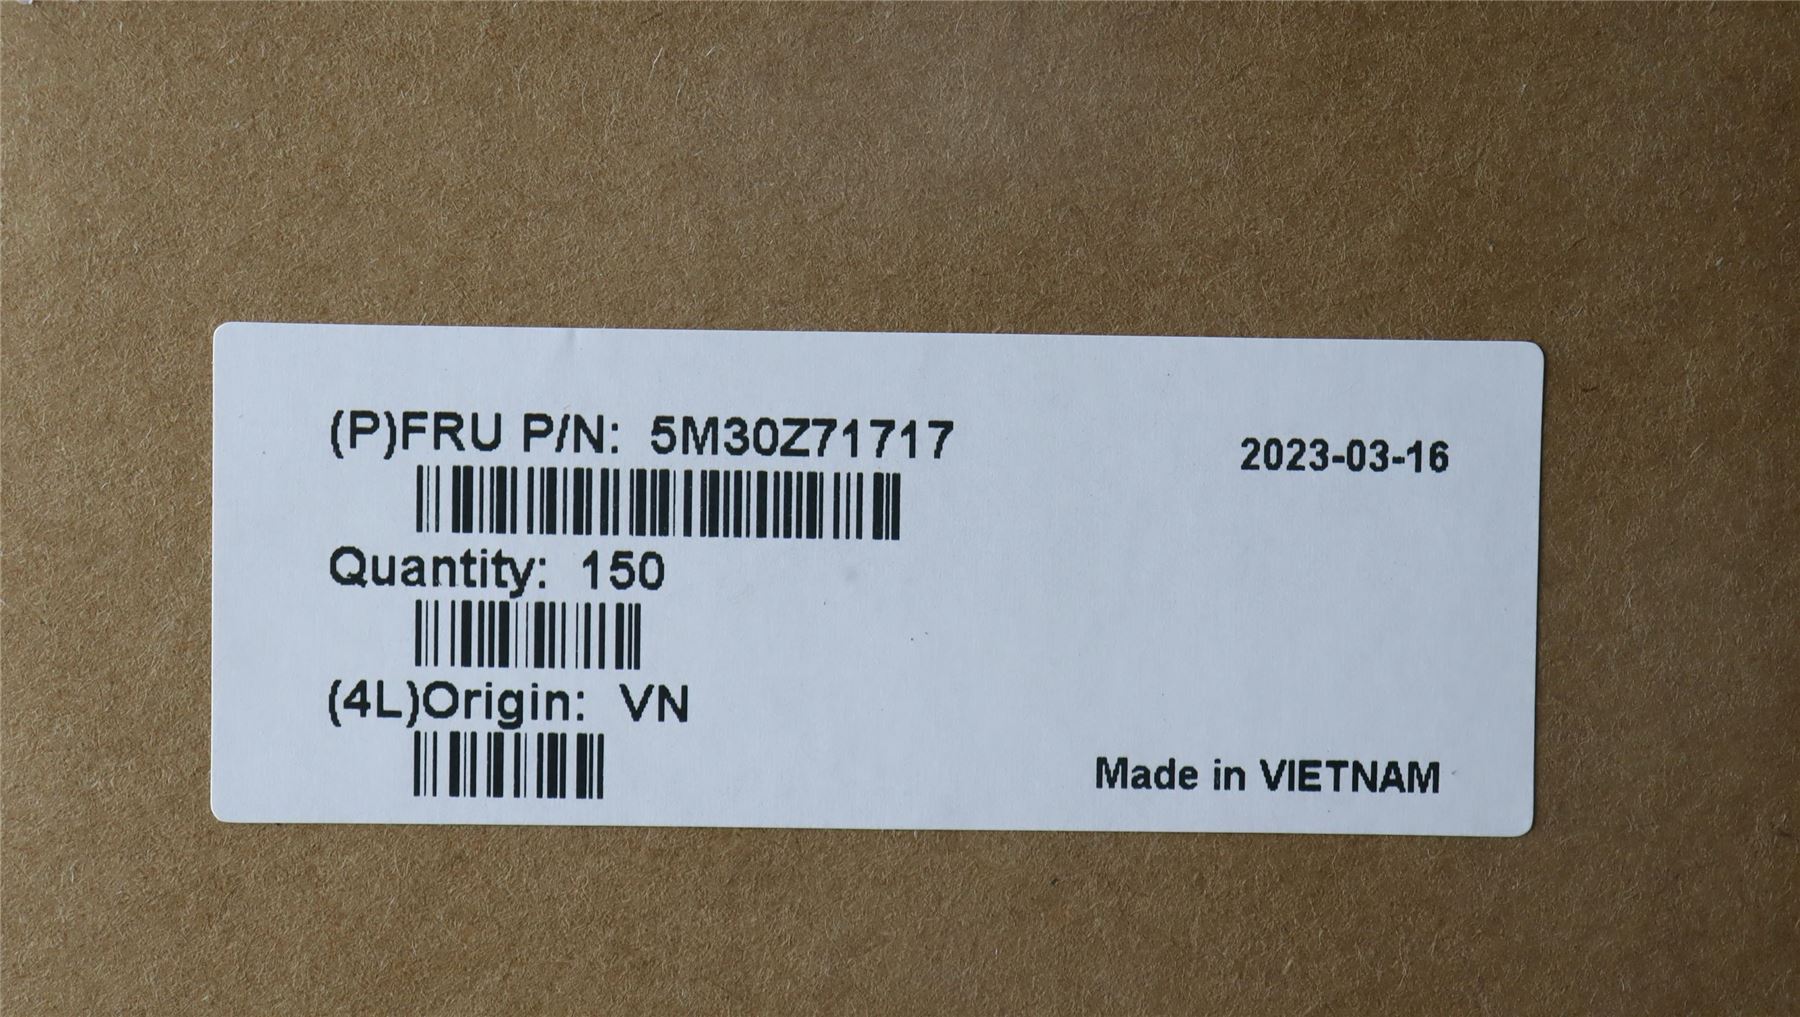 (P)FRU P/N: 5M30Z71717
2023-03-16
Quantity: 150
(4L)Origin: VN
Made in VIETNAM